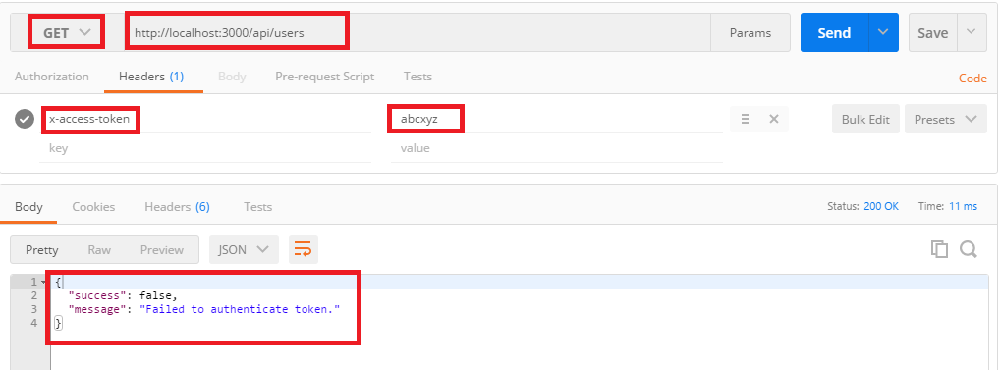 GET http://localhost:3000/api/users Params Send Save
Authorization Headers (1) Body Pre-request Script Tests Code
x-access-token abcxyz Bulk Edit Presets
key value
Body Cookies Headers (6) Tests Status: 200 OK Time: 11 ms
Pretty Raw Preview JSON
1 {
2 "success": false,
3 "message": "Failed to authenticate token."
4 }